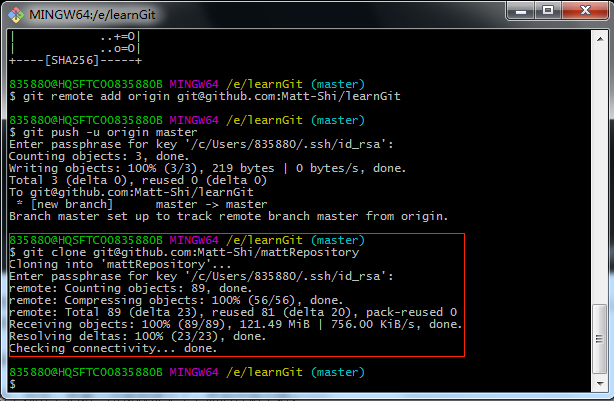 MINGW64:/e/learnGit
|          ..+=O|
|          ..o=O|
+----[SHA256]-----+
835880@HQSFTCO0835880B MINGW64 /e/learnGit (master)
$ git remote add origin git@github.com:Matt-Shi/learnGit
835880@HQSFTCO0835880B MINGW64 /e/learnGit (master)
$ git push -u origin master
Enter passphrase for key '/c/Users/835880/.ssh/id_rsa':
Counting objects: 3, done.
Writing objects: 100% (3/3), 219 bytes | 0 bytes/s, done.
Total 3 (delta 0), reused 0 (delta 0)
To git@github.com:Matt-Shi/learnGit
 * [new branch]      master -> master
Branch master set up to track remote branch master from origin.
835880@HQSFTCO0835880B MINGW64 /e/learnGit (master)
$ git clone git@github.com:Matt-Shi/mattRepository
Cloning into 'mattRepository'...
Enter passphrase for key '/c/Users/835880/.ssh/id_rsa':
remote: Counting objects: 89, done.
remote: Compressing objects: 100% (56/56), done.
remote: Total 89 (delta 23), reused 81 (delta 20), pack-reused 0
Receiving objects: 100% (89/89), 121.49 MiB | 756.00 KiB/s, done.
Resolving deltas: 100% (23/23), done.
Checking connectivity... done.
835880@HQSFTCO0835880B MINGW64 /e/learnGit (master)
$